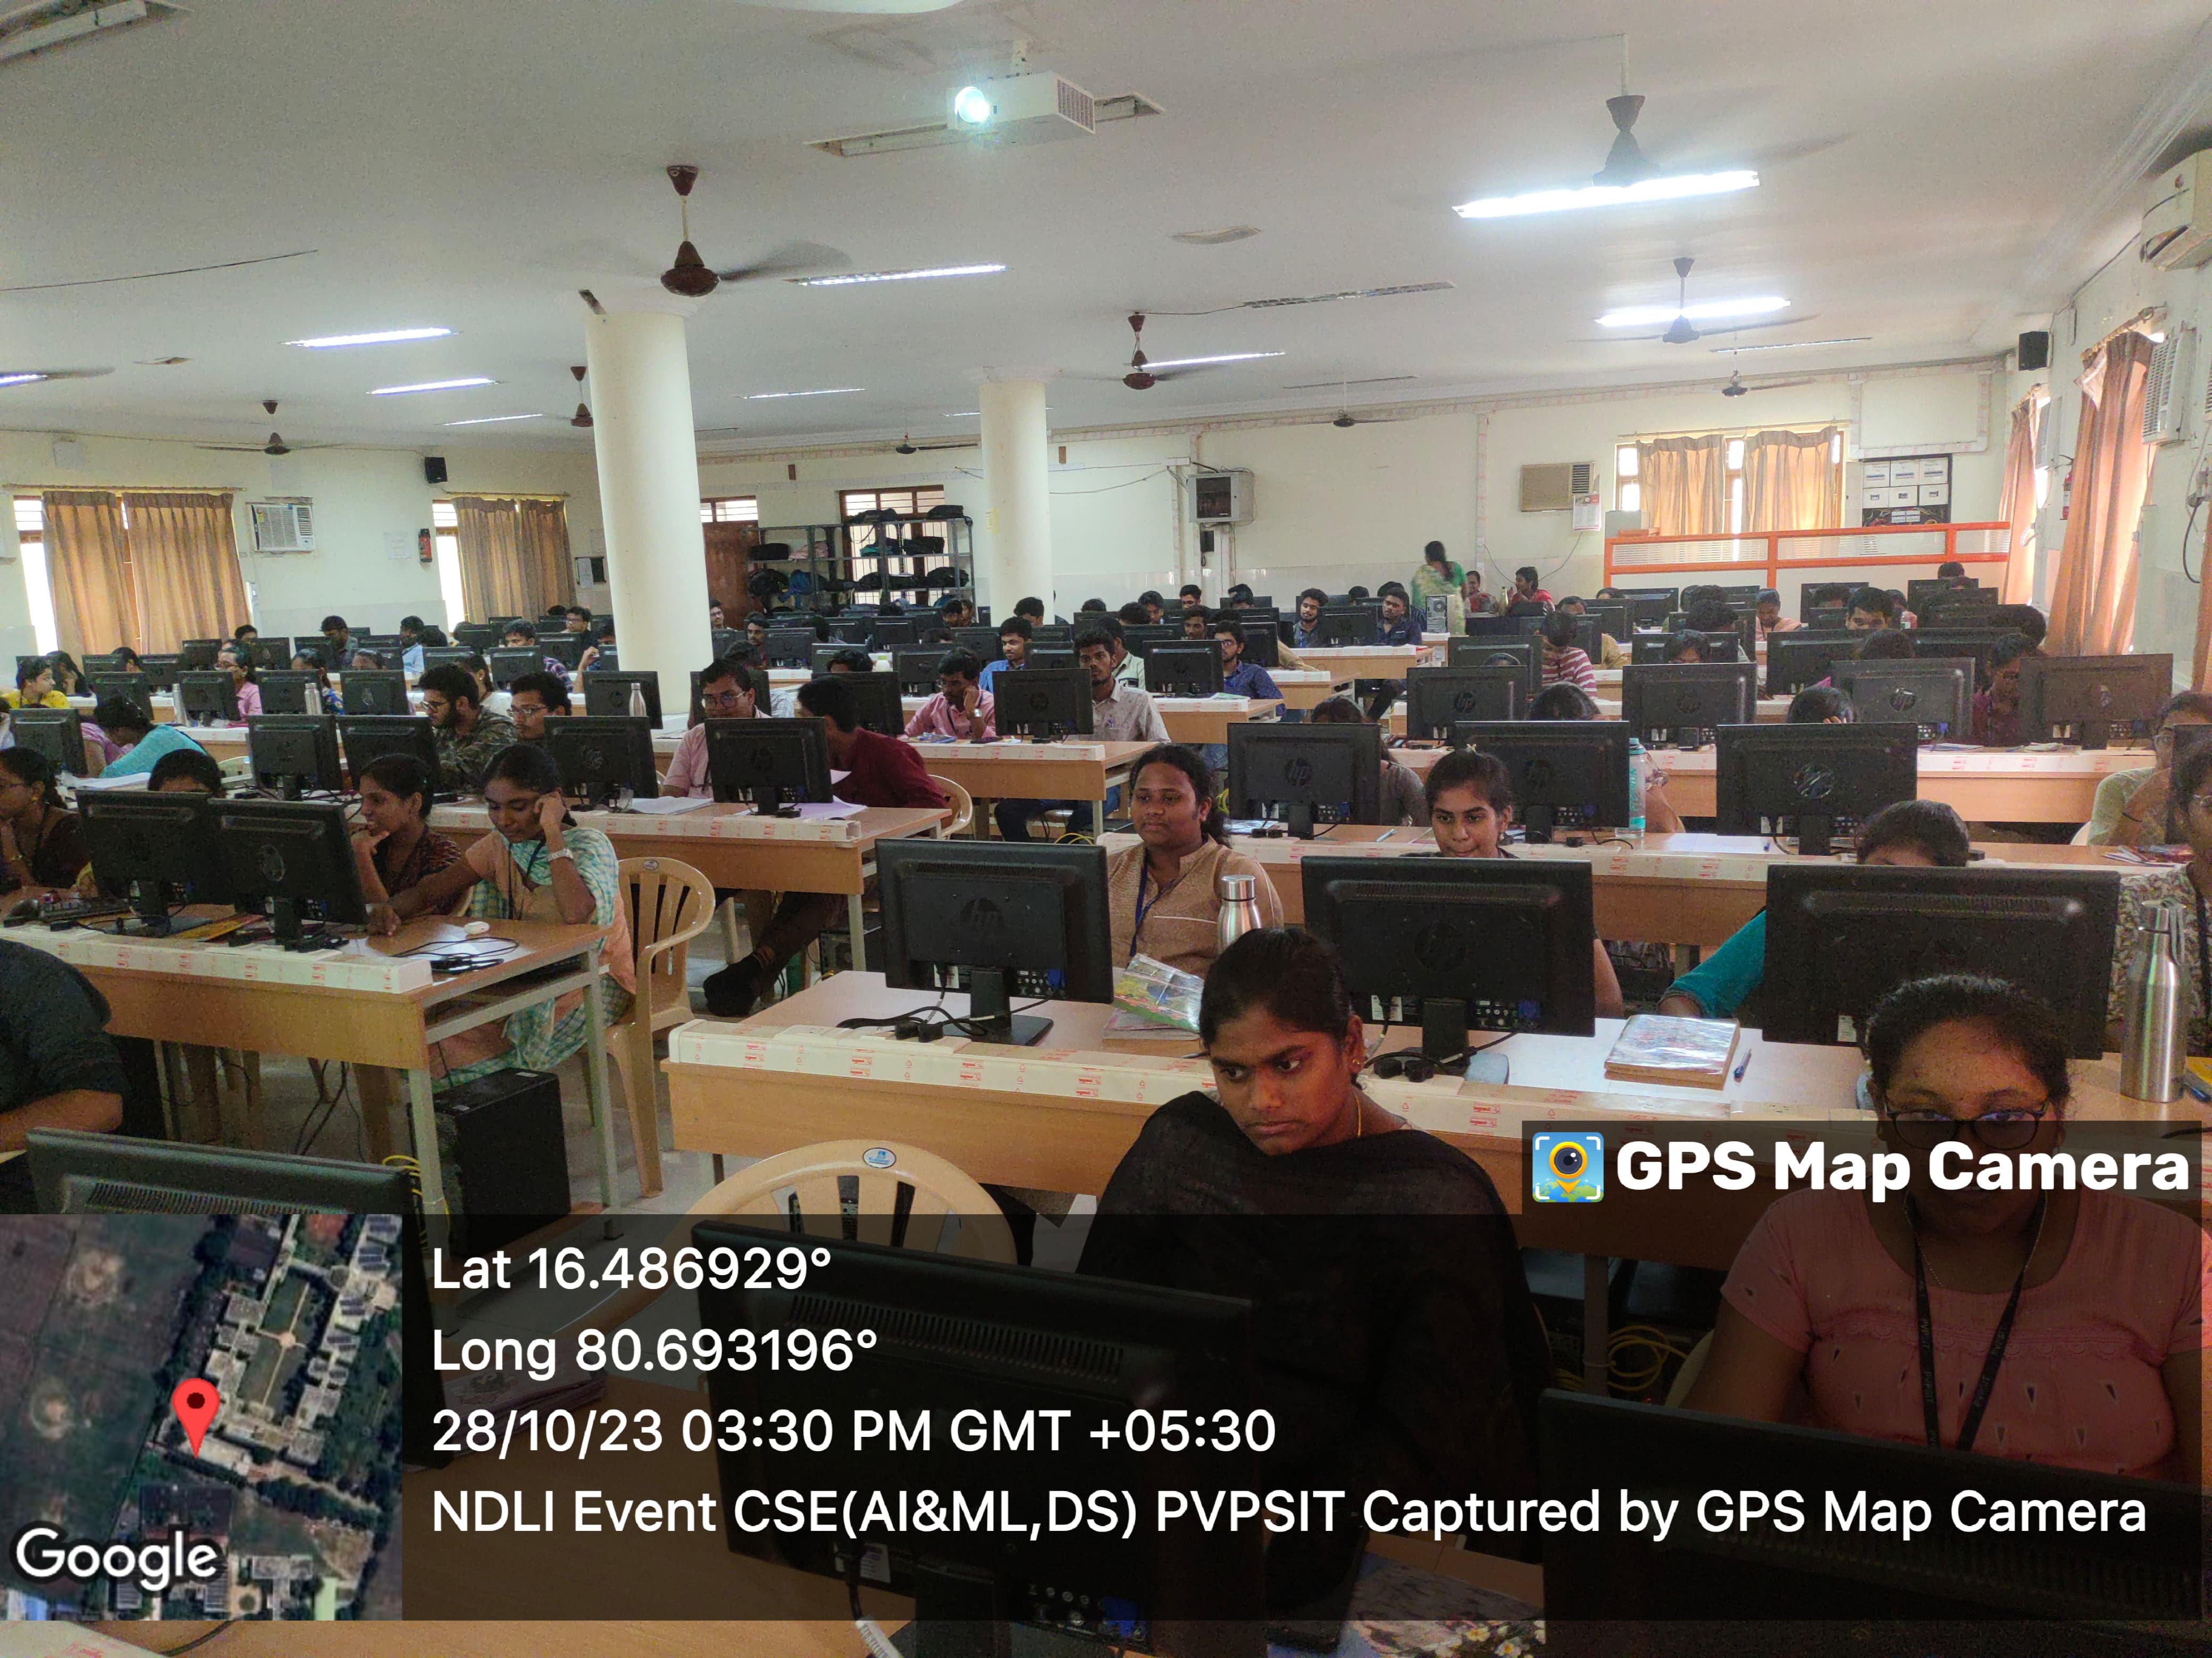 hp
GPS Map Camera
Lat 16.486929°
Long 80.693196°
28/10/23 03:30 PM GMT +05:30
NDLI Event CSE(AI&ML,DS) PVPSIT Captured by GPS Map Camera
Google